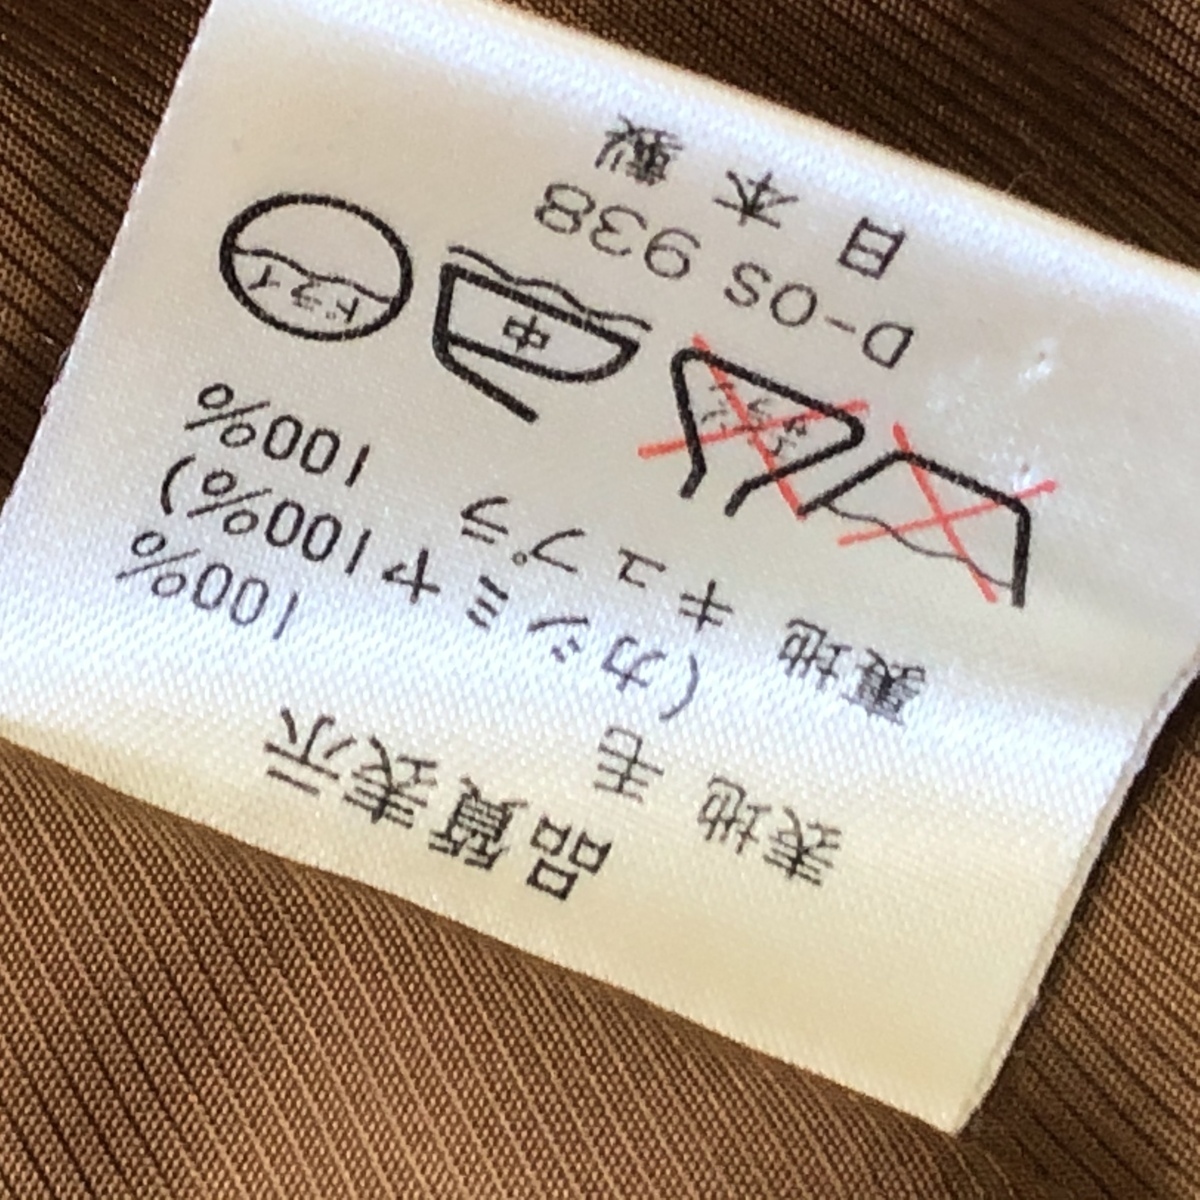 品質表示
表地 毛 100%
(カシミヤ100%)
裏地 キュプラ 100%
中
ドライ
D-OS 938
日本製